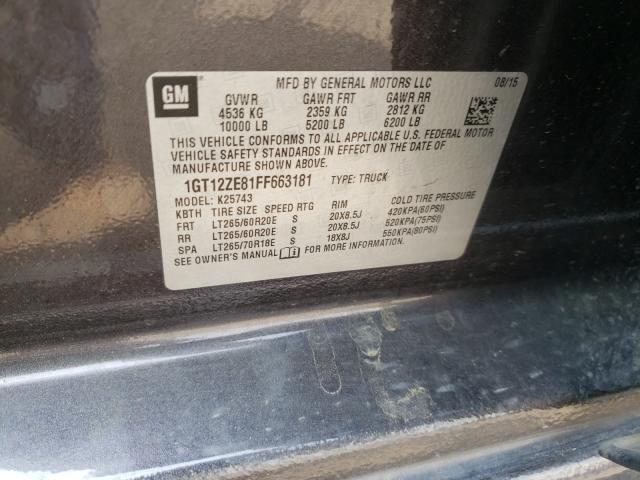 GM
MFD BY GENERAL MOTORS LLC 08/15
GVWR GAWR FRT GAWR RR
4536 KG 2359 KG 2812 KG
10000 LB 5200 LB 6200 LB
THIS VEHICLE CONFORMS TO ALL APPLICABLE U.S. FEDERAL MOTOR
VEHICLE SAFETY STANDARDS IN EFFECT ON THE DATE OF
MANUFACTURE SHOWN ABOVE.
1GT12ZE81FF663181 TYPE: TRUCK
MODEL: K25743
KBTH TIRE SIZE SPEED RTG RIM COLD TIRE PRESSURE
FRT LT265/60R20E S 20X8.5J 420KPA(60PSI)
RR LT265/60R20E S 20X8.5J 520KPA(75PSI)
SPA LT265/70R18E S 18X8J 550KPA(80PSI)
SEE OWNER'S MANUAL FOR MORE INFORMATION.